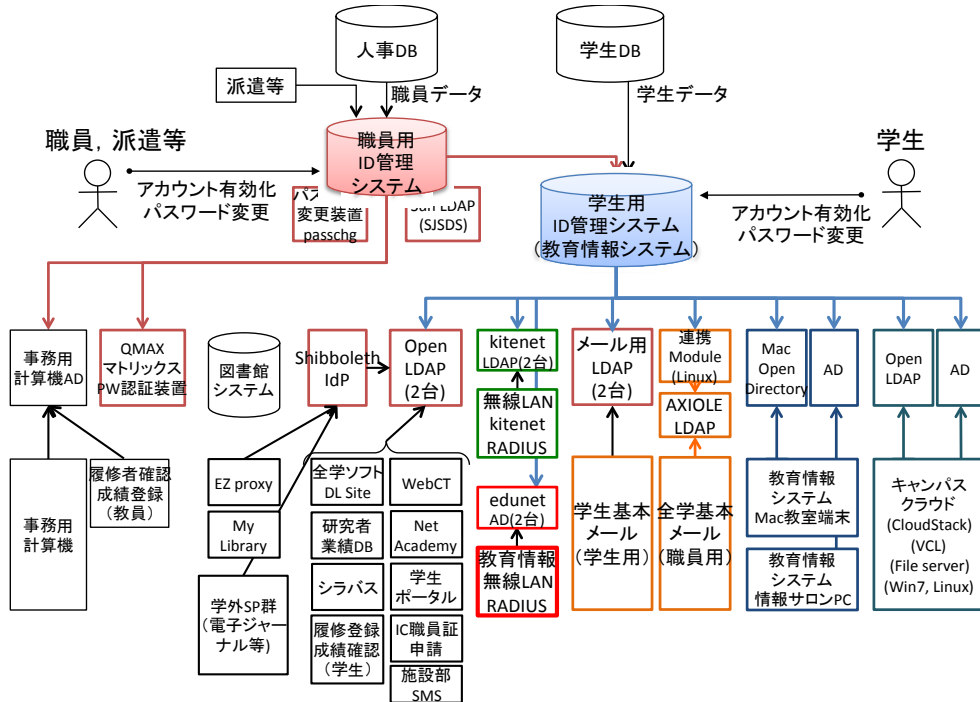 人事DB
学生DB
派遣等
職員データ
学生データ
職員, 派遣等
学生
職員用
ID管理
システム
アカウント有効化
パスワード変更
変更装置
passchg
LDAP
(SJSDS)
学生用
ID管理システム
(教育情報システム)
アカウント有効化
パスワード変更
事務用
計算機AD
QMAX
マトリックス
PW認証装置
図書館
システム
Shibboleth
IdP
Open
LDAP
(2台)
kitenet
LDAP(2台)
無線LAN
kitenet
RADIUS
メール用
LDAP
(2台)
連携
Module
(Linux)
AXIOLE
LDAP
Mac
Open
Directory
AD
Open
LDAP
AD
事務用
計算機
履修者確認
成績登録
(教員)
EZ proxy
My
Library
学外SP群
(電子ジャー
ナル等)
全学ソフト
DL Site
研究者
業績DB
シラバス
履修登録
成績確認
(学生)
WebCT
Net
Academy
学生
ポータル
IC職員証
申請
施設部
SMS
edunet
AD(2台)
教育情報
無線LAN
RADIUS
学生基本
メール
(学生用)
全学基本
メール
(職員用)
教育情報
システム
Mac教室端末
教育情報
システム
情報サロンPC
キャンパス
クラウド
(CloudStack)
(VCL)
(File server)
(Win7, Linux)